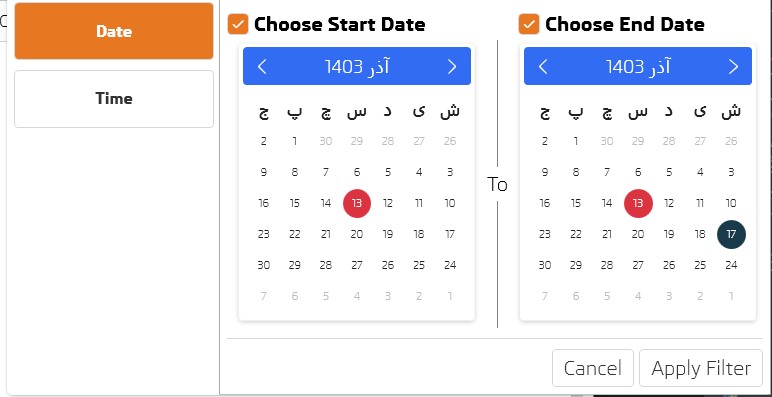 Date
Time
Choose Start Date
آذر 1403
ش ی د س چ پ ج
26 27 28 29 30 1 2
3 4 5 6 7 8 9
10 11 12 13 14 15 16
17 18 19 20 21 22 23
24 25 26 27 28 29 30
1 2 3 4 5 6 7
To
Choose End Date
آذر 1403
ش ی د س چ پ ج
26 27 28 29 30 1 2
3 4 5 6 7 8 9
10 11 12 13 14 15 16
17 18 19 20 21 22 23
24 25 26 27 28 29 30
1 2 3 4 5 6 7
Cancel
Apply Filter